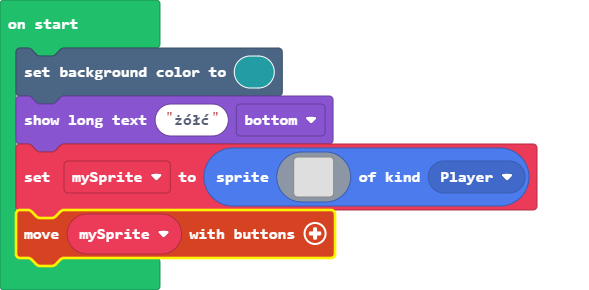 on start
set background color to
show long text "żółć" bottom
set mySprite to sprite of kind Player
move mySprite with buttons